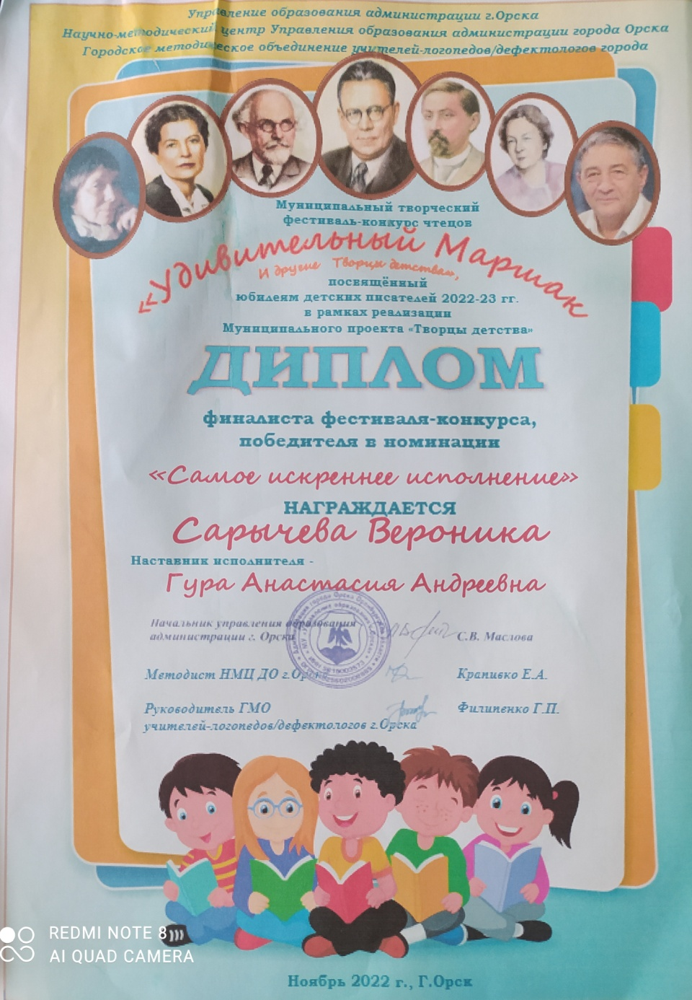 Управление образования администрации г.Орска
Научно-методический центр Управления образования администрации города Орска
Городское методическое объединение учителей-логопедов/дефектологов города
Муниципальный творческий
фестиваль-конкурс чтецов
«Удивительный Маршак
И другие Творцы детства»,
посвящённый
юбилеям детских писателей 2022-23 гг.
в рамках реализации
Муниципального проекта «Творцы детства»
ДИПЛОМ
финалиста фестиваля-конкурса,
победителя в номинации
«Самое искреннее исполнение»
НАГРАЖДАЕТСЯ
Сарычева Вероника
Наставник исполнителя -
Гура Анастасия Андреевна
Начальник управления образования
администрации г. Орска С.В. Маслова
Методист НМЦ ДО г.Орска Крапивко Е.А.
Руководитель ГМО Филипенко Г.П.
учителей-логопедов/дефектологов г.Орска
REDMI NOTE 8
AI QUAD CAMERA
Ноябрь 2022 г., Г.Орск